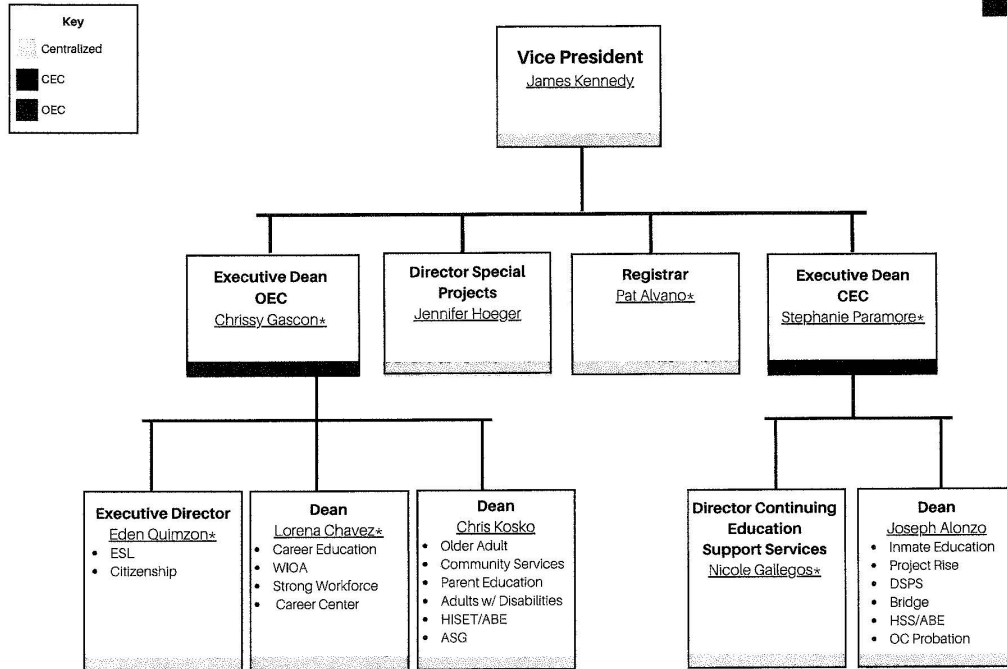 Key
Centralized
CEC
OEC
Vice President
James Kennedy
Executive Dean
OEC
Chrissy Gascon*
Director Special
Projects
Jennifer Hoeger
Registrar
Pat Alvano*
Executive Dean
CEC
Stephanie Paramore*
Executive Director
Eden Quimzon*
• ESL
• Citizenship
Dean
Lorena Chavez*
• Career Education
• WIOA
• Strong Workforce
• Career Center
Dean
Chris Kosko
• Older Adult
• Community Services
• Parent Education
• Adults w/ Disabilities
• HISET/ABE
• ASG
Director Continuing
Education
Support Services
Nicole Gallegos*
Dean
Joseph Alonzo
• Inmate Education
• Project Rise
• DSPS
• Bridge
• HSS/ABE
• OC Probation